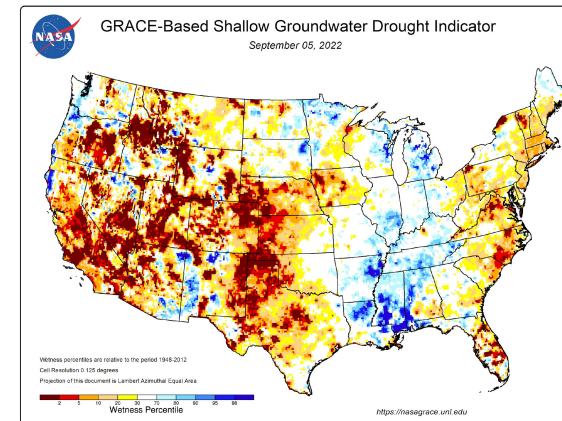 NASA
GRACE-Based Shallow Groundwater Drought Indicator
September 05, 2022
Wetness percentiles are relative to the period 1948-2012
Cell Resolution 0.125 degrees
Projection of this document is Lambert Azimuthal Equal Area
2 5 10 20 30 70 80 90 95 98
Wetness Percentile
https://nasagrace.unl.edu